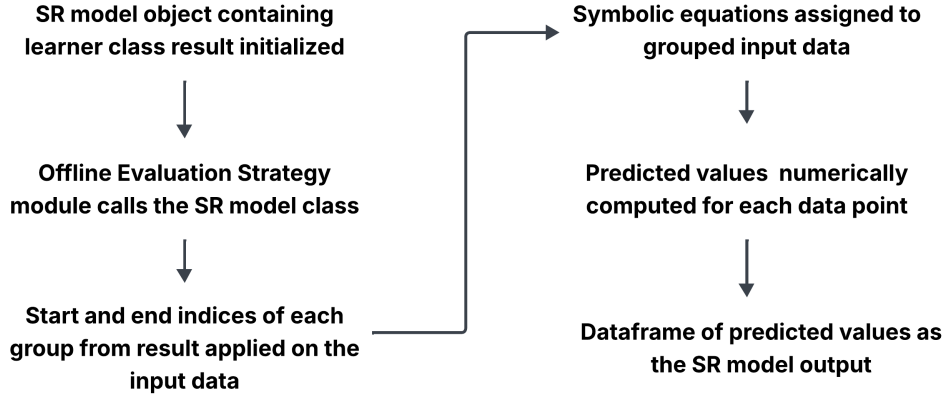 SR model object containing
learner class result initialized
Offline Evaluation Strategy
module calls the SR model class
Start and end indices of each
group from result applied on the
input data
Symbolic equations assigned to
grouped input data
Predicted values  numerically
computed for each data point
Dataframe of predicted values as
the SR model output